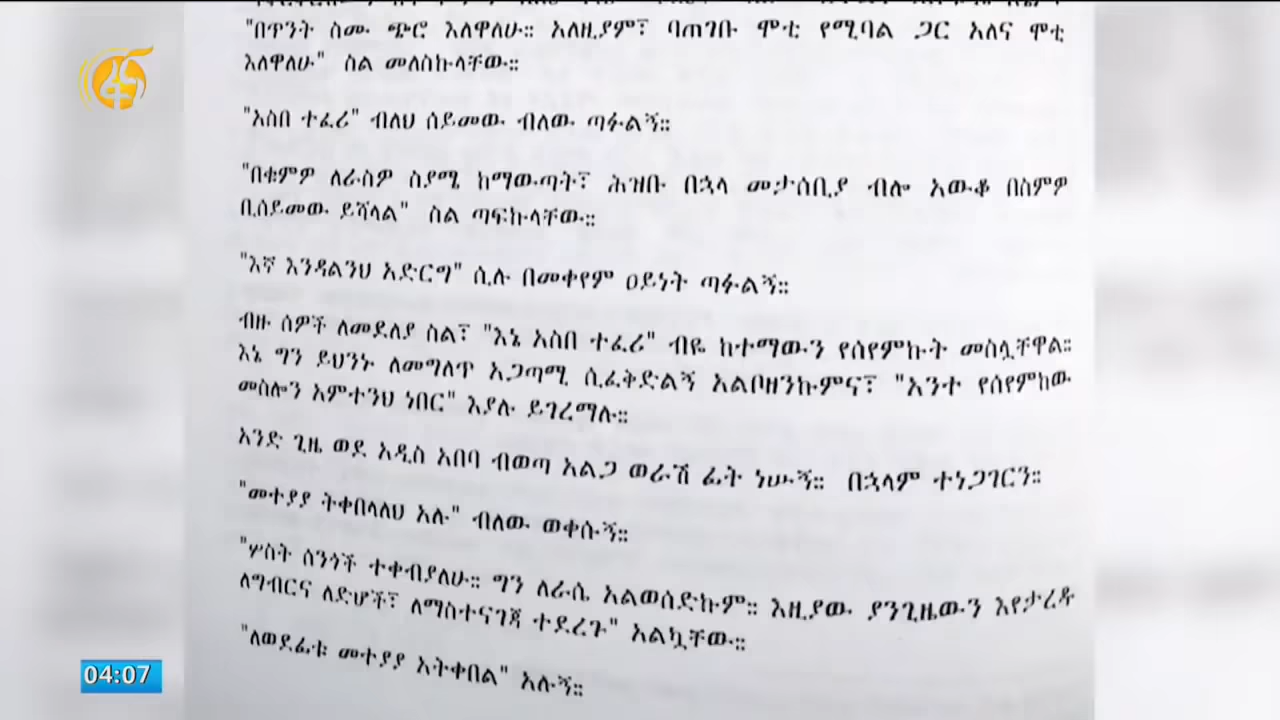 "በጥንት ስሙ ጭሮ እለዋለሁ። አለዚያም፣ ባጠገቡ ሞቲ የሚባል ጋር አለና ሞቲ
እለዋለሁ" ስል መለስኩላቸው።
"አስበ ተፈሪ" ብለህ ሰይመው ብለው ጣፉልኝ።
"በቁምዎ ለራስዎ ስያሜ ከማውጣት፣ ሕዝቡ በኋላ መታሰቢያ ብሎ አውቆ በስምዎ
ቢሰይመው ይሻላል" ስል ጣፍኩላቸው።
"እኛ እንዳልንህ አድርግ" ሲሉ በመቀየም ዐይነት ጣፉልኝ።
ብዙ ሰዎች ለመደለያ ስል፣ "እኔ አስበ ተፈሪ" ብዬ ከተማውን የሰየምኩት መስሏቸዋል።
እኔ ግን ይህንኑ ለመግለጥ አጋጣሚ ሲፈቅድልኝ አልቦዘንኩምና፣ "አንተ የሰየምከው
መስሎን አምተንህ ነበር" እያሉ ይገረማሉ።
አንድ ጊዜ ወደ አዲስ አበባ ብወጣ አልጋ ወራሽ ፊት ነሡኝ። በኋላም ተነጋገርን።
"መተያያ ትቀበላለህ አሉ" ብለው ወቀሱኝ።
"ሦስት ሰንጎች ተቀብያለሁ። ግን ለራሴ አልወሰድኩም። እዚያው ያንጊዜውን እየታረዱ
ለግብርና ለድሆች፣ ለማስተናገጃ ተደረጉ" አልኳቸው።
"ለወደፊቱ መተያያ አትቀበል" አሉኝ።
04:07